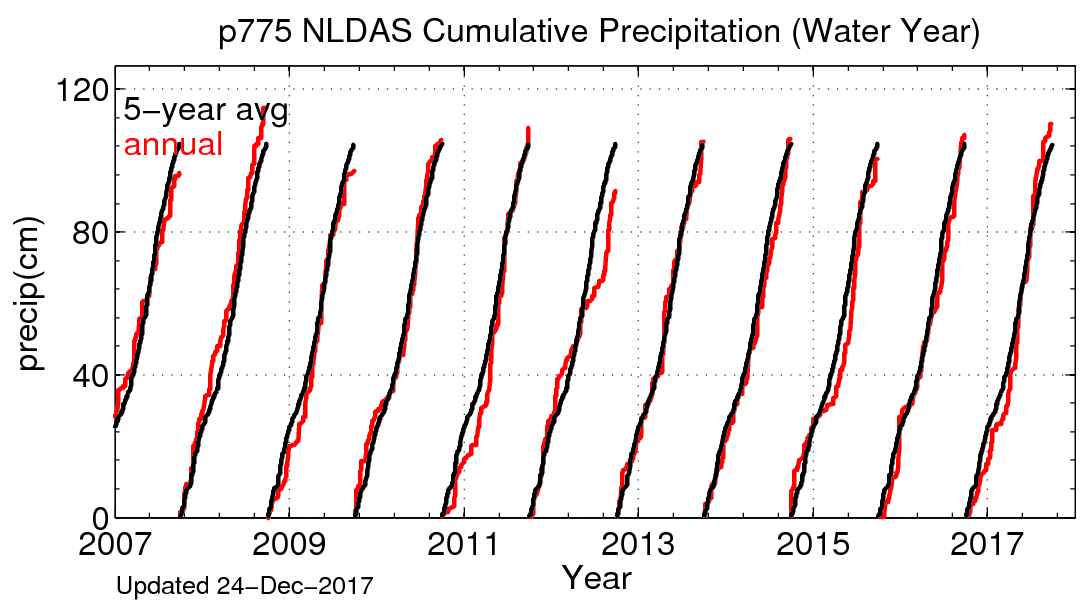 p775 NLDAS Cumulative Precipitation (Water Year)
120
5−year avg
annual
80
precip(cm)
40
0
2007 2009 2011 2013 2015 2017
Year
Updated 24−Dec−2017